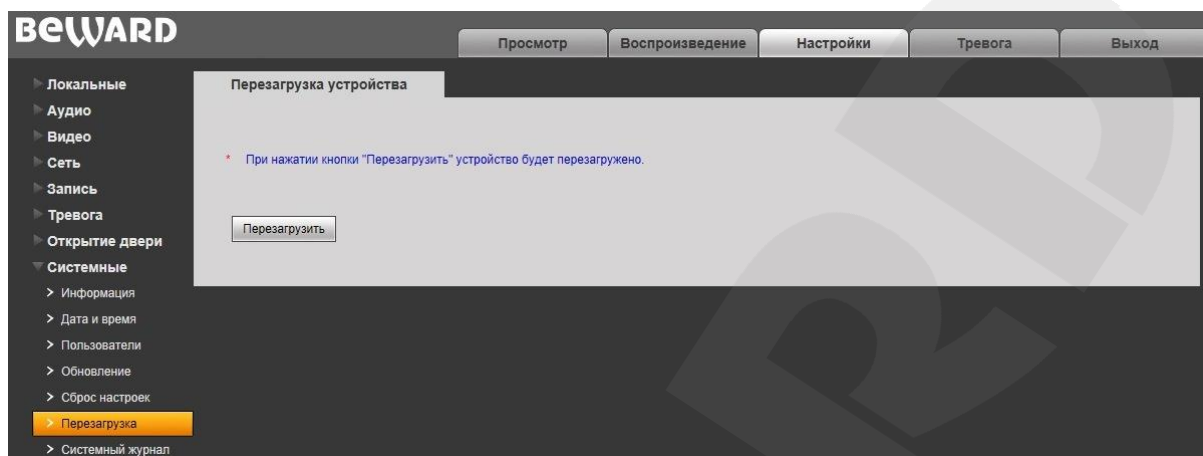 BEWARD
Просмотр
Воспроизведение
Настройки
Тревога
Выход
Локальные
Аудио
Видео
Сеть
Запись
Тревога
Открытие двери
Системные
Информация
Дата и время
Пользователи
Обновление
Сброс настроек
Перезагрузка
Системный журнал
Перезагрузка устройства
* При нажатии кнопки "Перезагрузить" устройство будет перезагружено.
Перезагрузить